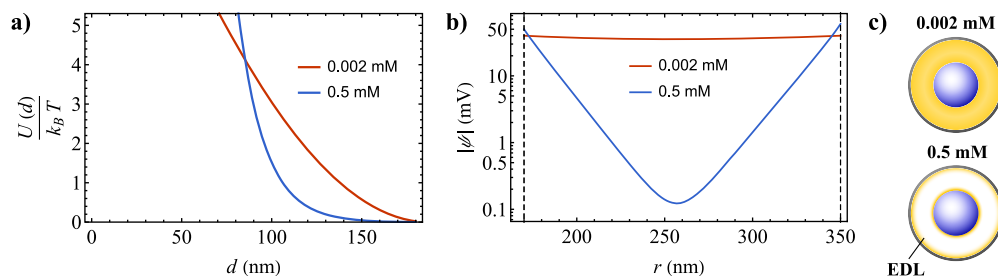 a)
U (d)
k_B T
5
4
3
2
1
0
0.002 mM
0.5 mM
0
50
100
150
d (nm)
b)
|ψ| (mV)
50
10
5
1
0.5
0.1
0.002 mM
0.5 mM
200
250
300
350
r (nm)
c)
0.002 mM
0.5 mM
EDL